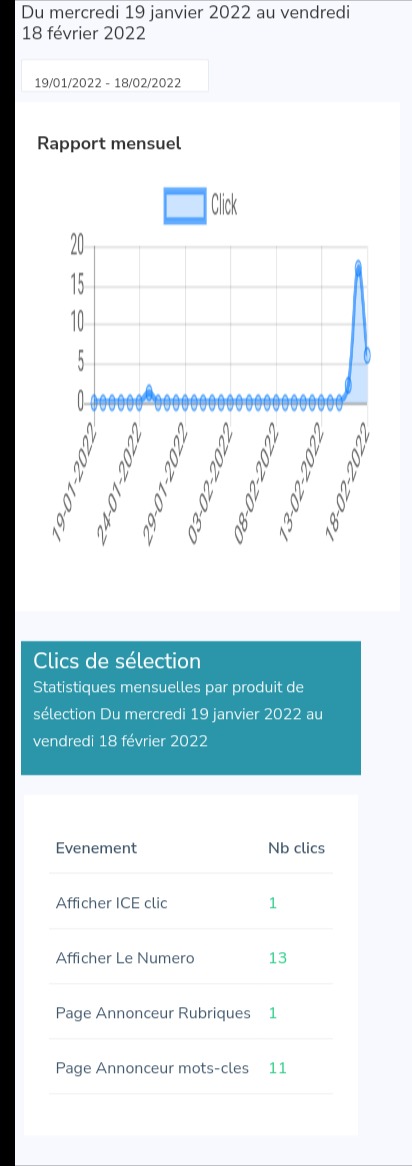 Du mercredi 19 janvier 2022 au vendredi
18 février 2022
19/01/2022 - 18/02/2022
Rapport mensuel
Click
20
15
10
5
0
19-01-2022
24-01-2022
29-01-2022
03-02-2022
08-02-2022
13-02-2022
18-02-2022
Clics de sélection
Statistiques mensuelles par produit de
sélection Du mercredi 19 janvier 2022 au
vendredi 18 février 2022
Evenement Nb clics
Afficher ICE clic 1
Afficher Le Numero 13
Page Annonceur Rubriques 1
Page Annonceur mots-cles 11